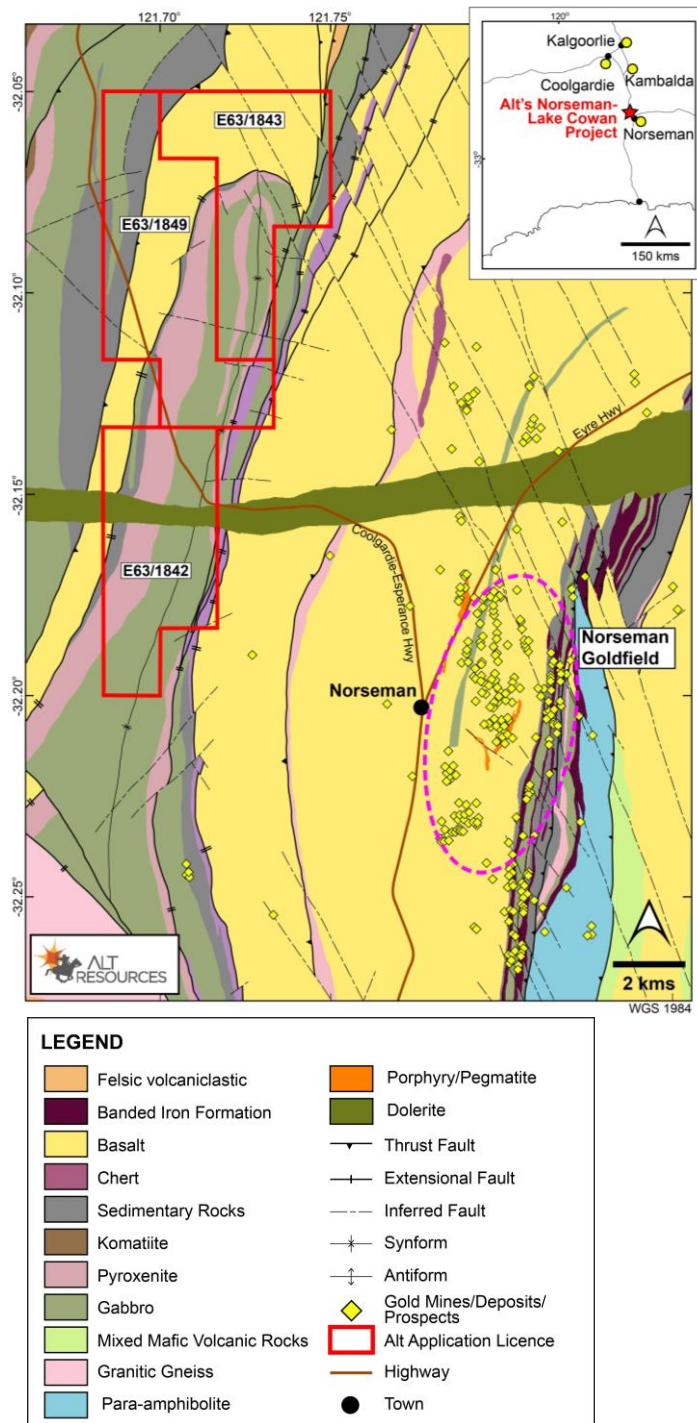 121.70°
121.75°
-32.05°
-32.10°
-32.15°
-32.20°
-32.25°
E63/1843
E63/1849
E63/1842
120°
-33°
Kalgoorlie
Coolgardie
Kambalda
Alt's Norseman-
Lake Cowan
Project
Norseman
150 kms
Eyre Hwy
Coolgardie-Esperance Hwy
Norseman
Norseman
Goldfield
ALT
RESOURCES
2 kms
WGS 1984
LEGEND
Felsic volcaniclastic
Banded Iron Formation
Basalt
Chert
Sedimentary Rocks
Komatiite
Pyroxenite
Gabbro
Mixed Mafic Volcanic Rocks
Granitic Gneiss
Para-amphibolite
Porphyry/Pegmatite
Dolerite
Thrust Fault
Extensional Fault
Inferred Fault
Synform
Antiform
Gold Mines/Deposits/
Prospects
Alt Application Licence
Highway
Town